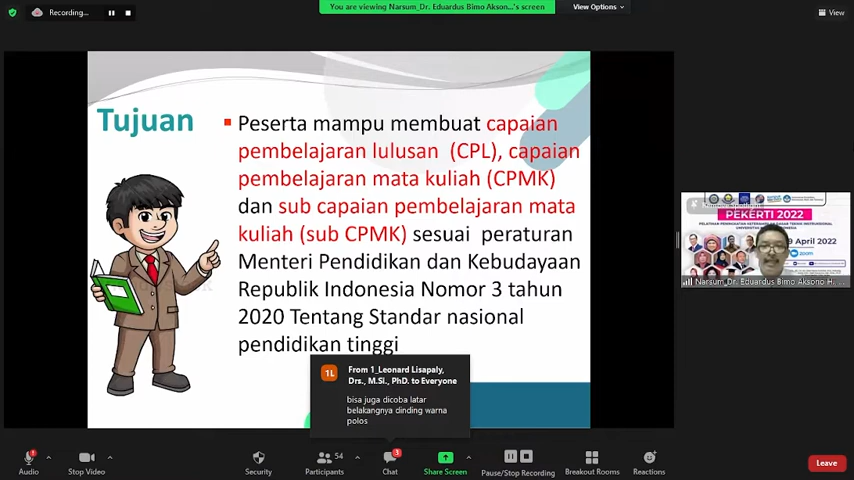 Recording...
You are viewing Narsum_Dr. Eduardus Bimo Akson...'s screen
View Options
View
Tujuan
Peserta mampu membuat capaian
pembelajaran lulusan (CPL), capaian
pembelajaran mata kuliah (CPMK)
dan sub capaian pembelajaran mata
kuliah (sub CPMK) sesuai peraturan
Menteri Pendidikan dan Kebudayaan
Republik Indonesia Nomor 3 tahun
2020 Tentang Standar nasional
pendidikan tinggi
PEKERTI 2022
9 April 2022
zoom
Narsum_Dr. Eduardus Bimo Aksono H...
1L
From 1_Leonard Lisapaly,
Drs., M.Si., PhD. to Everyone
bisa juga dicoba latar
belakangnya dinding warna
polos
Audio
Stop Video
Security
54
Participants
3
Chat
Share Screen
Pause/Stop Recording
Breakout Rooms
Reactions
Leave